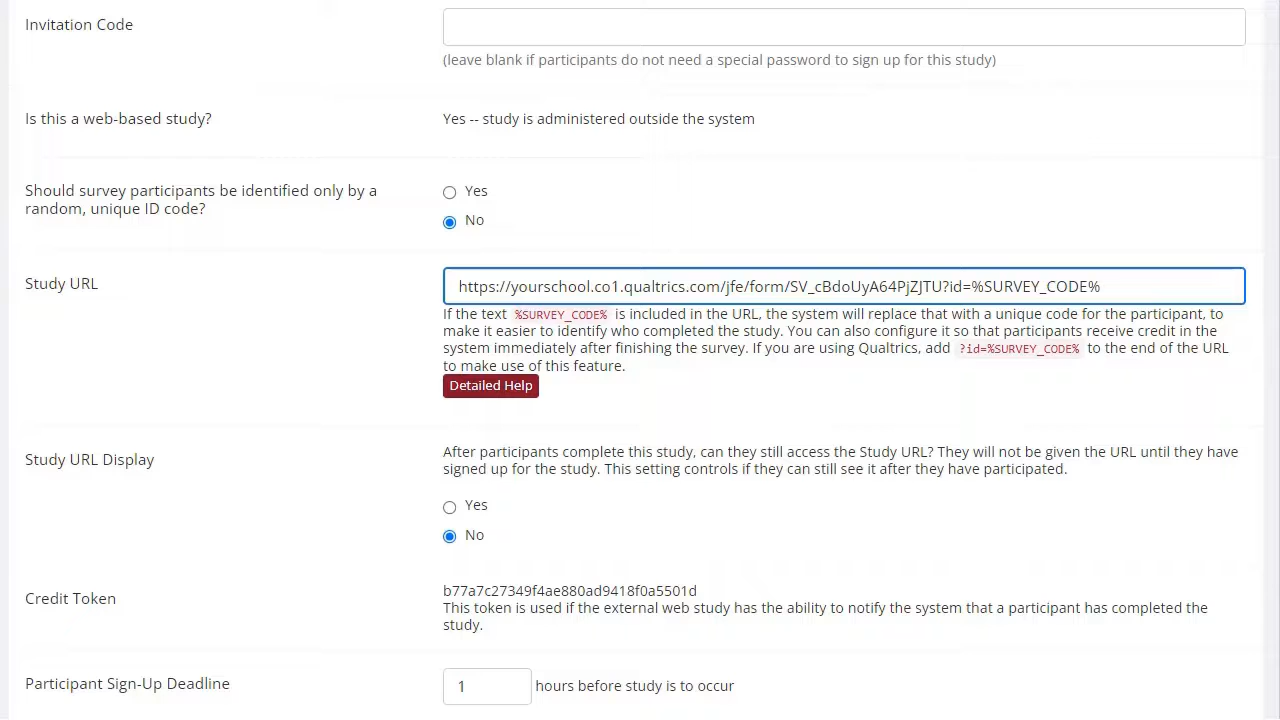 Invitation Code
(leave blank if participants do not need a special password to sign up for this study)
Is this a web-based study?
Yes -- study is administered outside the system
Should survey participants be identified only by a
random, unique ID code?
Yes
No
Study URL
https://yourschool.co1.qualtrics.com/jfe/form/SV_cBdoUyA64PjZJTU?id=%SURVEY_CODE%
If the text %SURVEY_CODE% is included in the URL, the system will replace that with a unique code for the participant, to
make it easier to identify who completed the study. You can also configure it so that participants receive credit in the
system immediately after finishing the survey. If you are using Qualtrics, add ?id=%SURVEY_CODE% to the end of the URL
to make use of this feature.
Detailed Help
Study URL Display
After participants complete this study, can they still access the Study URL? They will not be given the URL until they have
signed up for the study. This setting controls if they can still see it after they have participated.
Yes
No
Credit Token
b77a7c27349f4ae880ad9418f0a5501d
This token is used if the external web study has the ability to notify the system that a participant has completed the
study.
Participant Sign-Up Deadline
1 hours before study is to occur